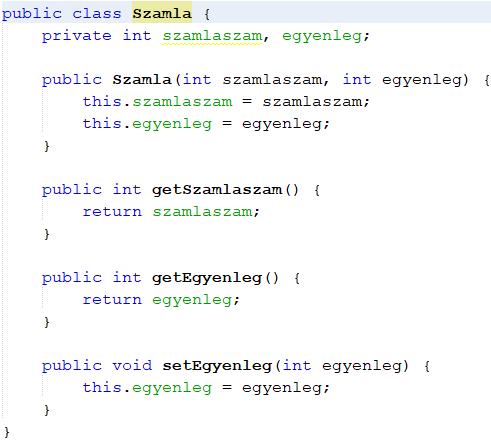 public class Szamla {
    private int szamlaszam, egyenleg;
    public Szamla(int szamlaszam, int egyenleg) {
        this.szamlaszam = szamlaszam;
        this.egyenleg = egyenleg;
    }
    public int getSzamlaszam() {
        return szamlaszam;
    }
    public int getEgyenleg() {
        return egyenleg;
    }
    public void setEgyenleg(int egyenleg) {
        this.egyenleg = egyenleg;
    }
}